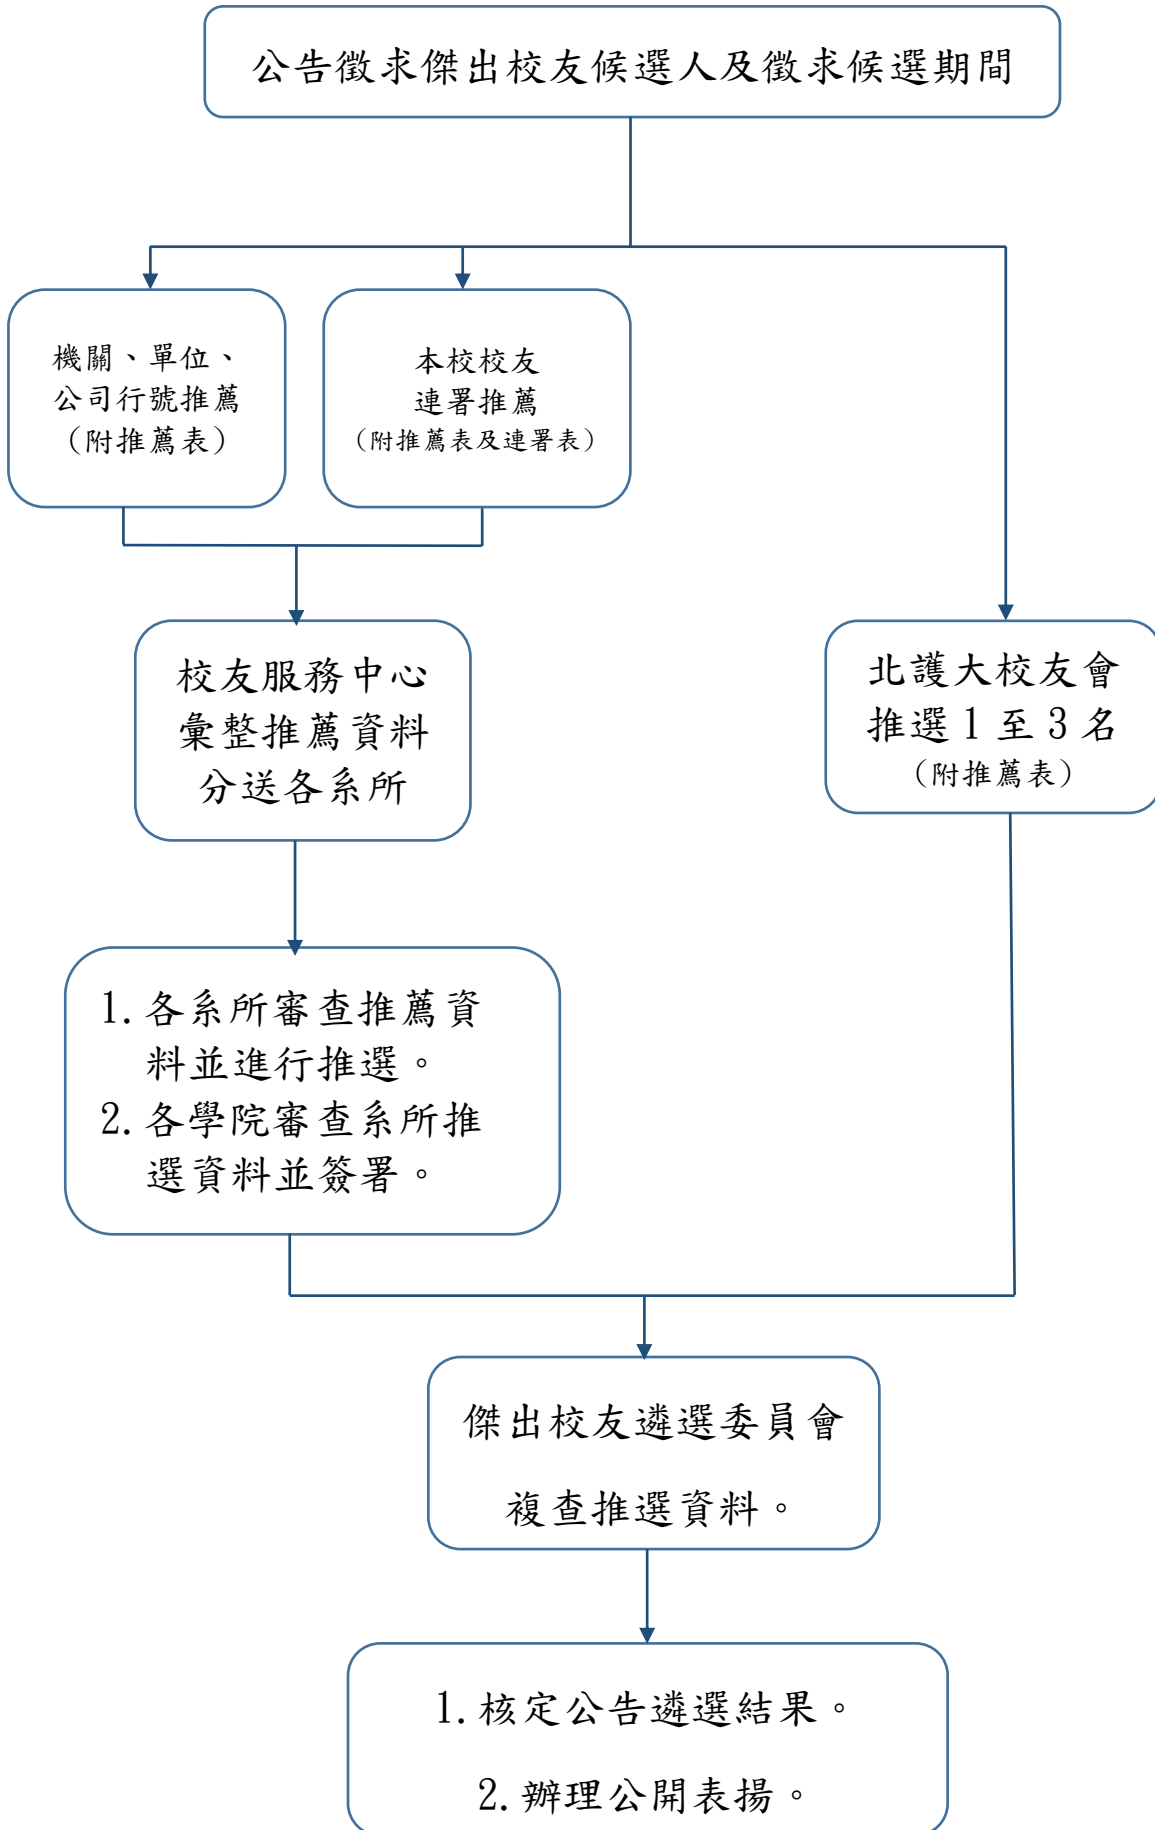 公告徵求傑出校友候選人及徵求候選期間
機關、單位、
公司行號推薦
（附推薦表）
本校校友
連署推薦
（附推薦表及連署表）
校友服務中心
彙整推薦資料
分送各系所
北護大校友會
推選1至3名
（附推薦表）
1. 各系所審查推薦資
料並進行推選。
2. 各學院審查系所推
選資料並簽署。
傑出校友遴選委員會
複查推選資料。
1. 核定公告遴選結果。
2. 辦理公開表揚。